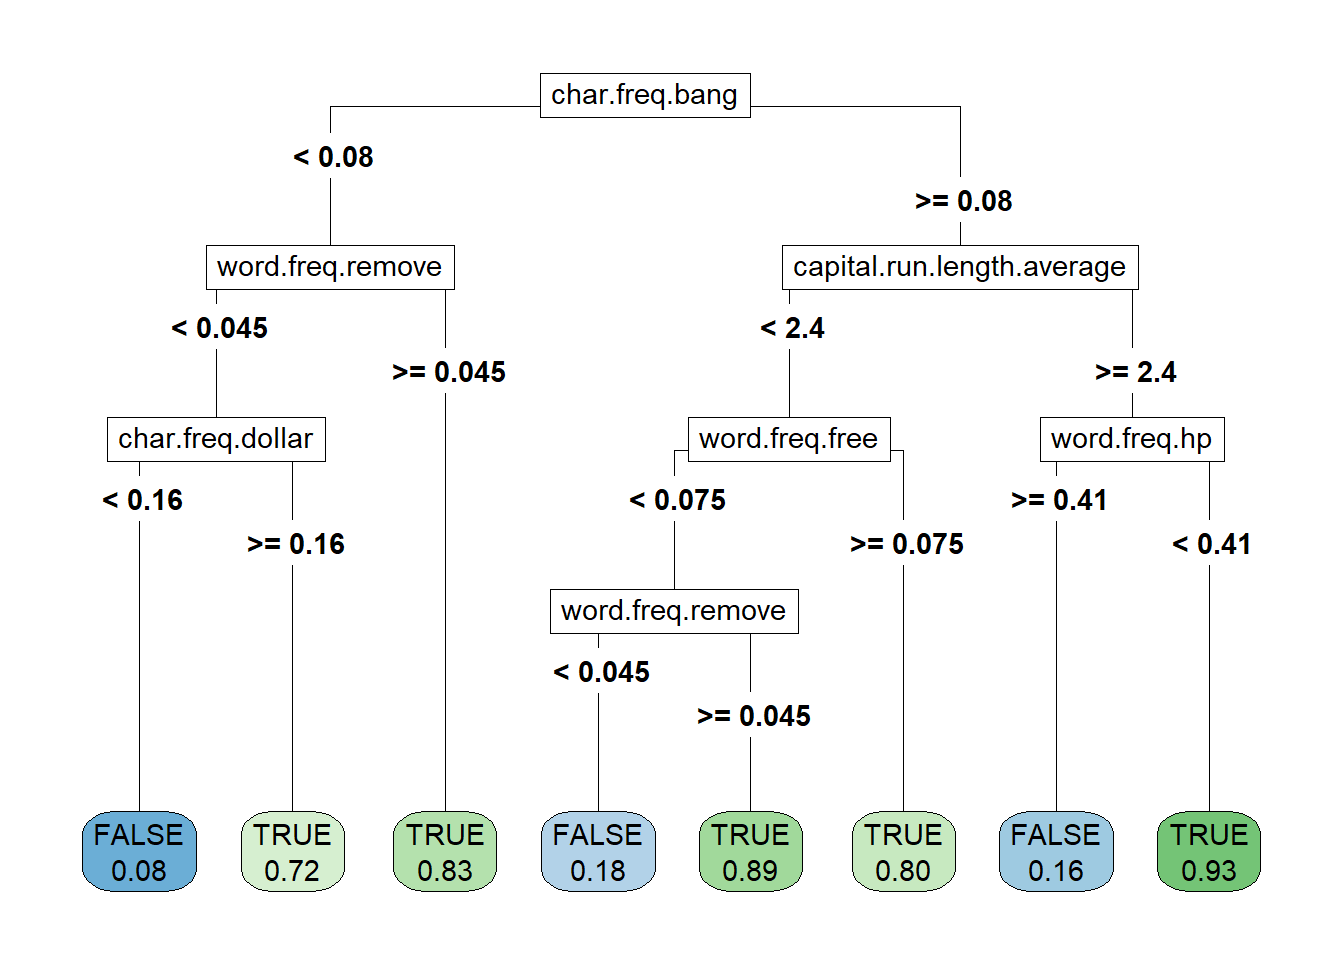 char.freq.bang
< 0.08
>= 0.08
word.freq.remove
capital.run.length.average
< 0.045
>= 0.045
< 2.4
>= 2.4
char.freq.dollar
word.freq.free
word.freq.hp
< 0.16
>= 0.16
< 0.075
>= 0.075
>= 0.41
< 0.41
word.freq.remove
< 0.045
>= 0.045
FALSE
0.08
TRUE
0.72
TRUE
0.83
FALSE
0.18
TRUE
0.89
TRUE
0.80
FALSE
0.16
TRUE
0.93